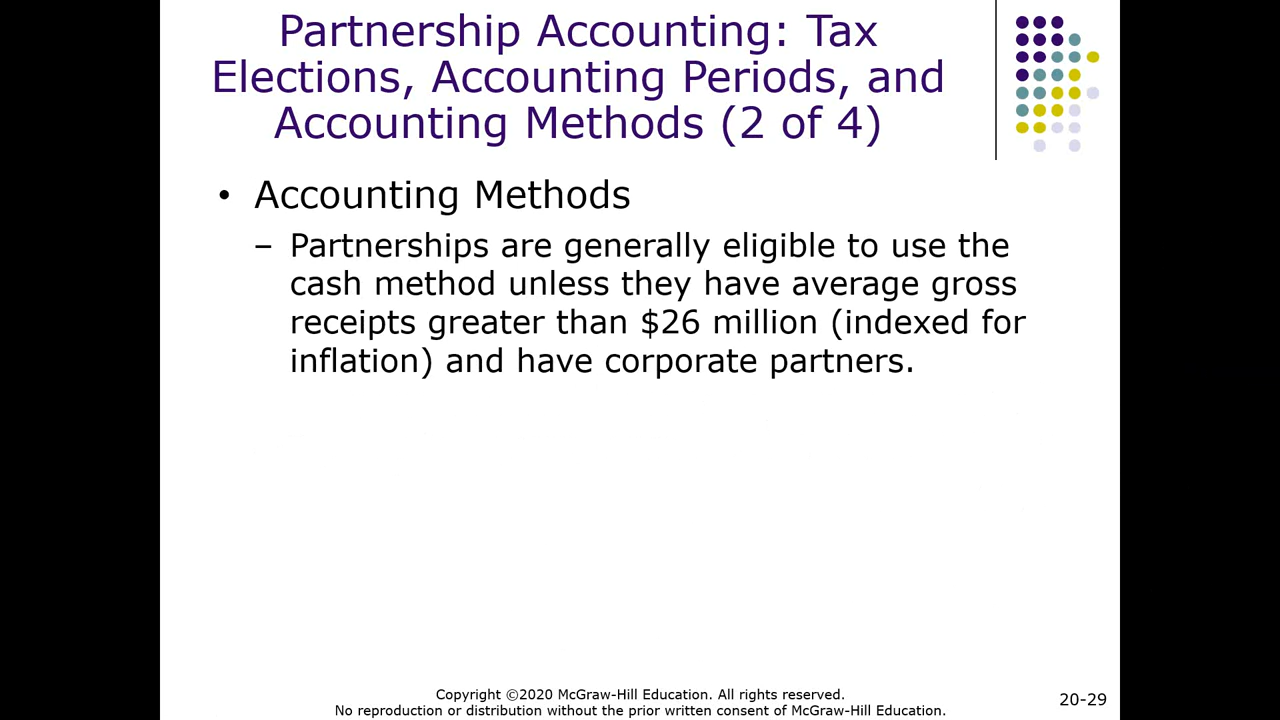 Partnership Accounting: Tax
Elections, Accounting Periods, and
Accounting Methods (2 of 4)
• Accounting Methods
– Partnerships are generally eligible to use the
cash method unless they have average gross
receipts greater than $26 million (indexed for
inflation) and have corporate partners.
Copyright ©2020 McGraw-Hill Education. All rights reserved.
No reproduction or distribution without the prior written consent of McGraw-Hill Education.
20-29